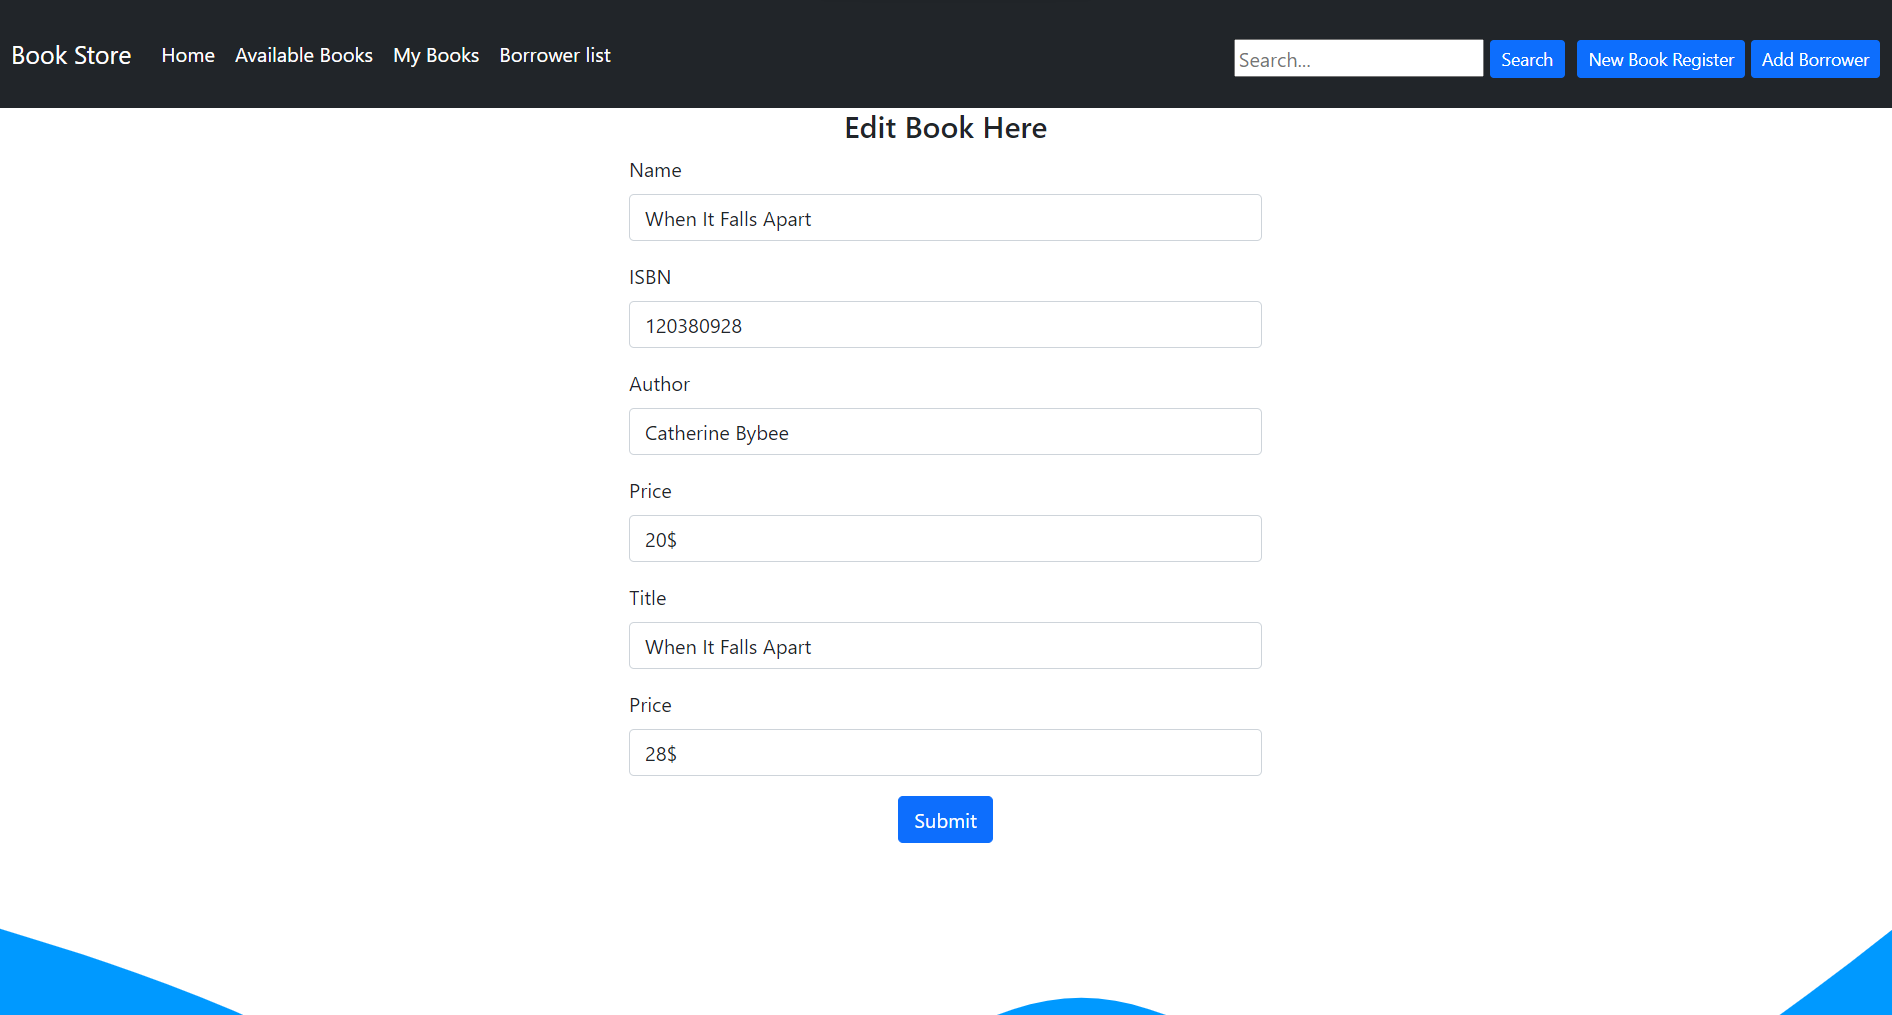 Book Store Home Available Books My Books Borrower list Search... Search New Book Register Add Borrower
Edit Book Here
Name
When It Falls Apart
ISBN
120380928
Author
Catherine Bybee
Price
20$
Title
When It Falls Apart
Price
28$
Submit